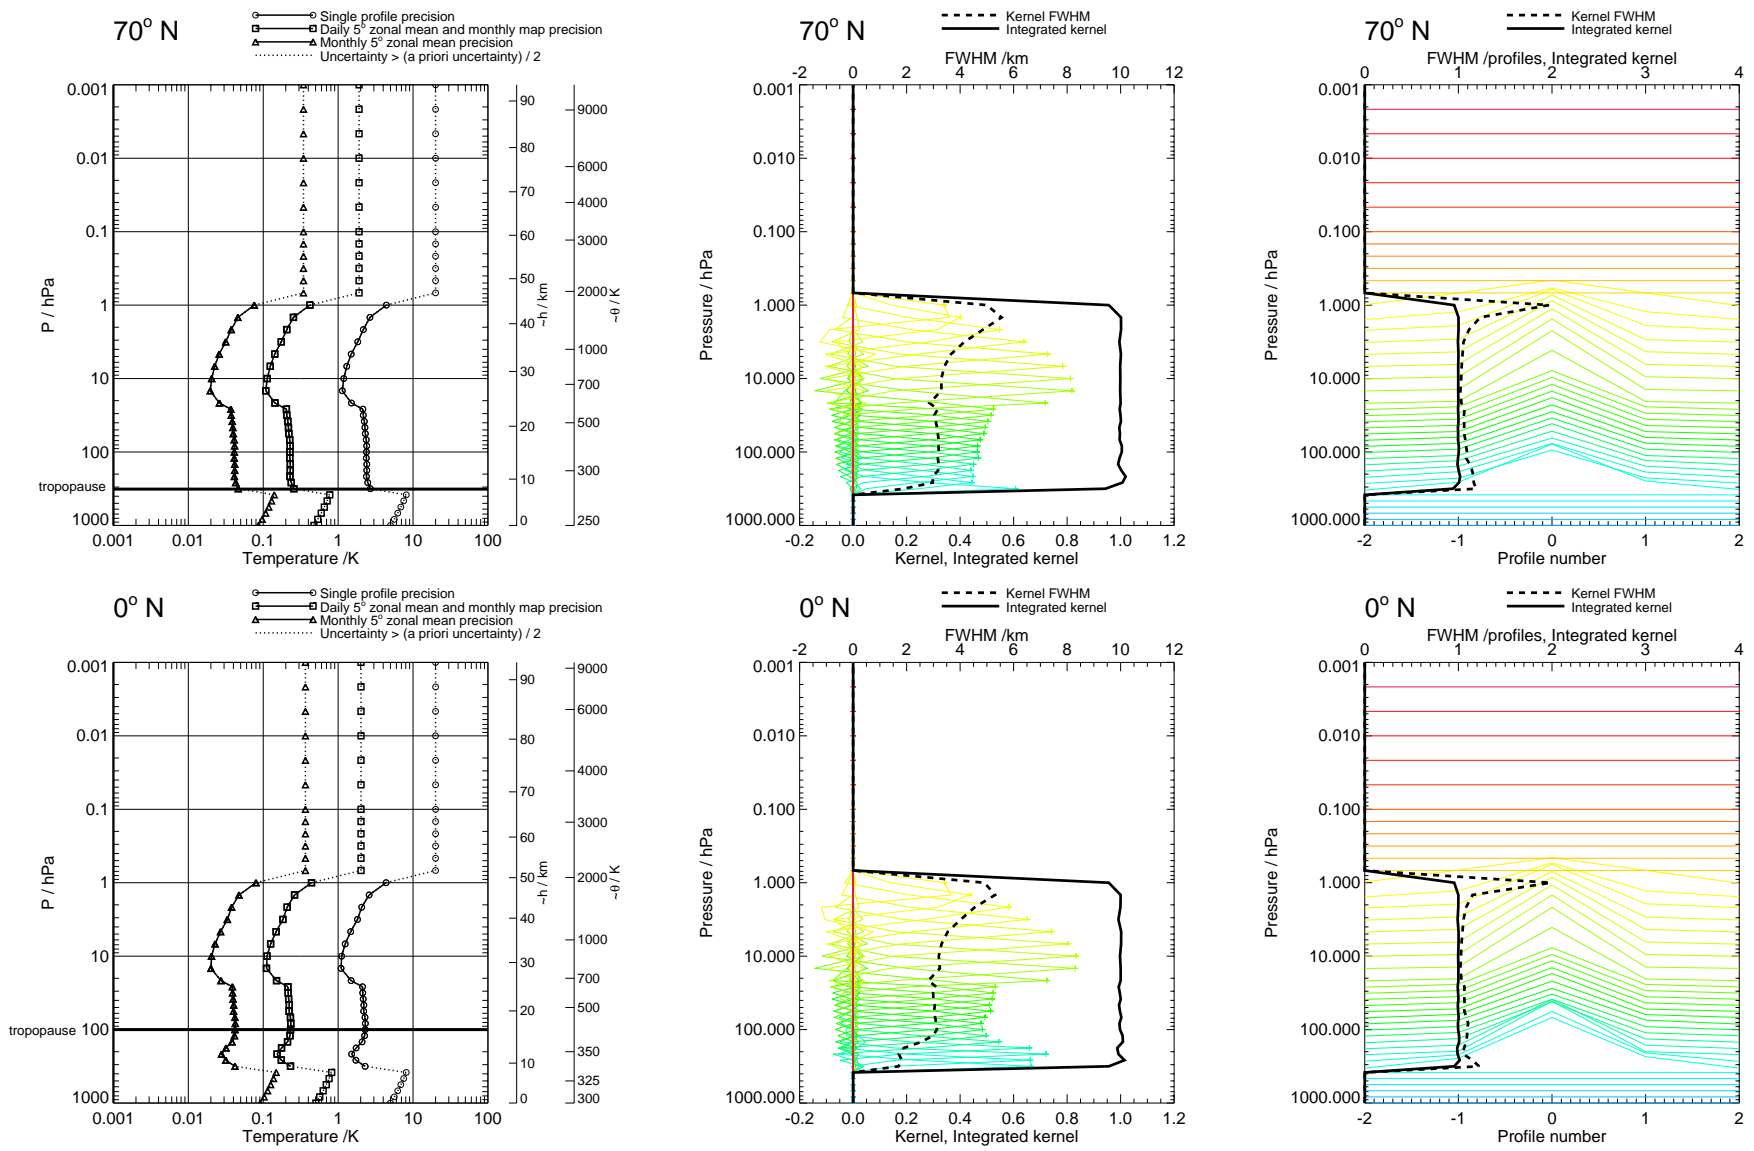 70° N
Single profile precision
Daily 5° zonal mean and monthly map precision
Monthly 5° zonal mean precision
Uncertainty > (a priori uncertainty) / 2
0.001
0.01
0.1
1
10
100
tropopause
1000
P / hPa
0.001 0.01 0.1 1 10 100
Temperature /K
90
80
70
60
50
40
30
20
10
0
~h / km
9000
6000
4000
3000
2000
1000
700
500
300
250
~θ / K
70° N
Kernel FWHM
Integrated kernel
FWHM /km
-2 0 2 4 6 8 10 12
0.001
0.010
0.100
1.000
10.000
100.000
1000.000
Pressure / hPa
-0.2 0.0 0.2 0.4 0.6 0.8 1.0 1.2
Kernel, Integrated kernel
70° N
Kernel FWHM
Integrated kernel
FWHM /profiles, Integrated kernel
0 1 2 3 4
0.001
0.010
0.100
1.000
10.000
100.000
1000.000
Pressure / hPa
-2 -1 0 1 2
Profile number
0° N
Single profile precision
Daily 5° zonal mean and monthly map precision
Monthly 5° zonal mean precision
Uncertainty > (a priori uncertainty) / 2
0.001
0.01
0.1
1
10
100
tropopause
1000
P / hPa
0.001 0.01 0.1 1 10 100
Temperature /K
90
80
70
60
50
40
30
20
10
0
~h / km
9000
6000
4000
3000
2000
1000
700
500
350
325
300
~θ / K
0° N
Kernel FWHM
Integrated kernel
FWHM /km
-2 0 2 4 6 8 10 12
0.001
0.010
0.100
1.000
10.000
100.000
1000.000
Pressure / hPa
-0.2 0.0 0.2 0.4 0.6 0.8 1.0 1.2
Kernel, Integrated kernel
0° N
Kernel FWHM
Integrated kernel
FWHM /profiles, Integrated kernel
0 1 2 3 4
0.001
0.010
0.100
1.000
10.000
100.000
1000.000
Pressure / hPa
-2 -1 0 1 2
Profile number